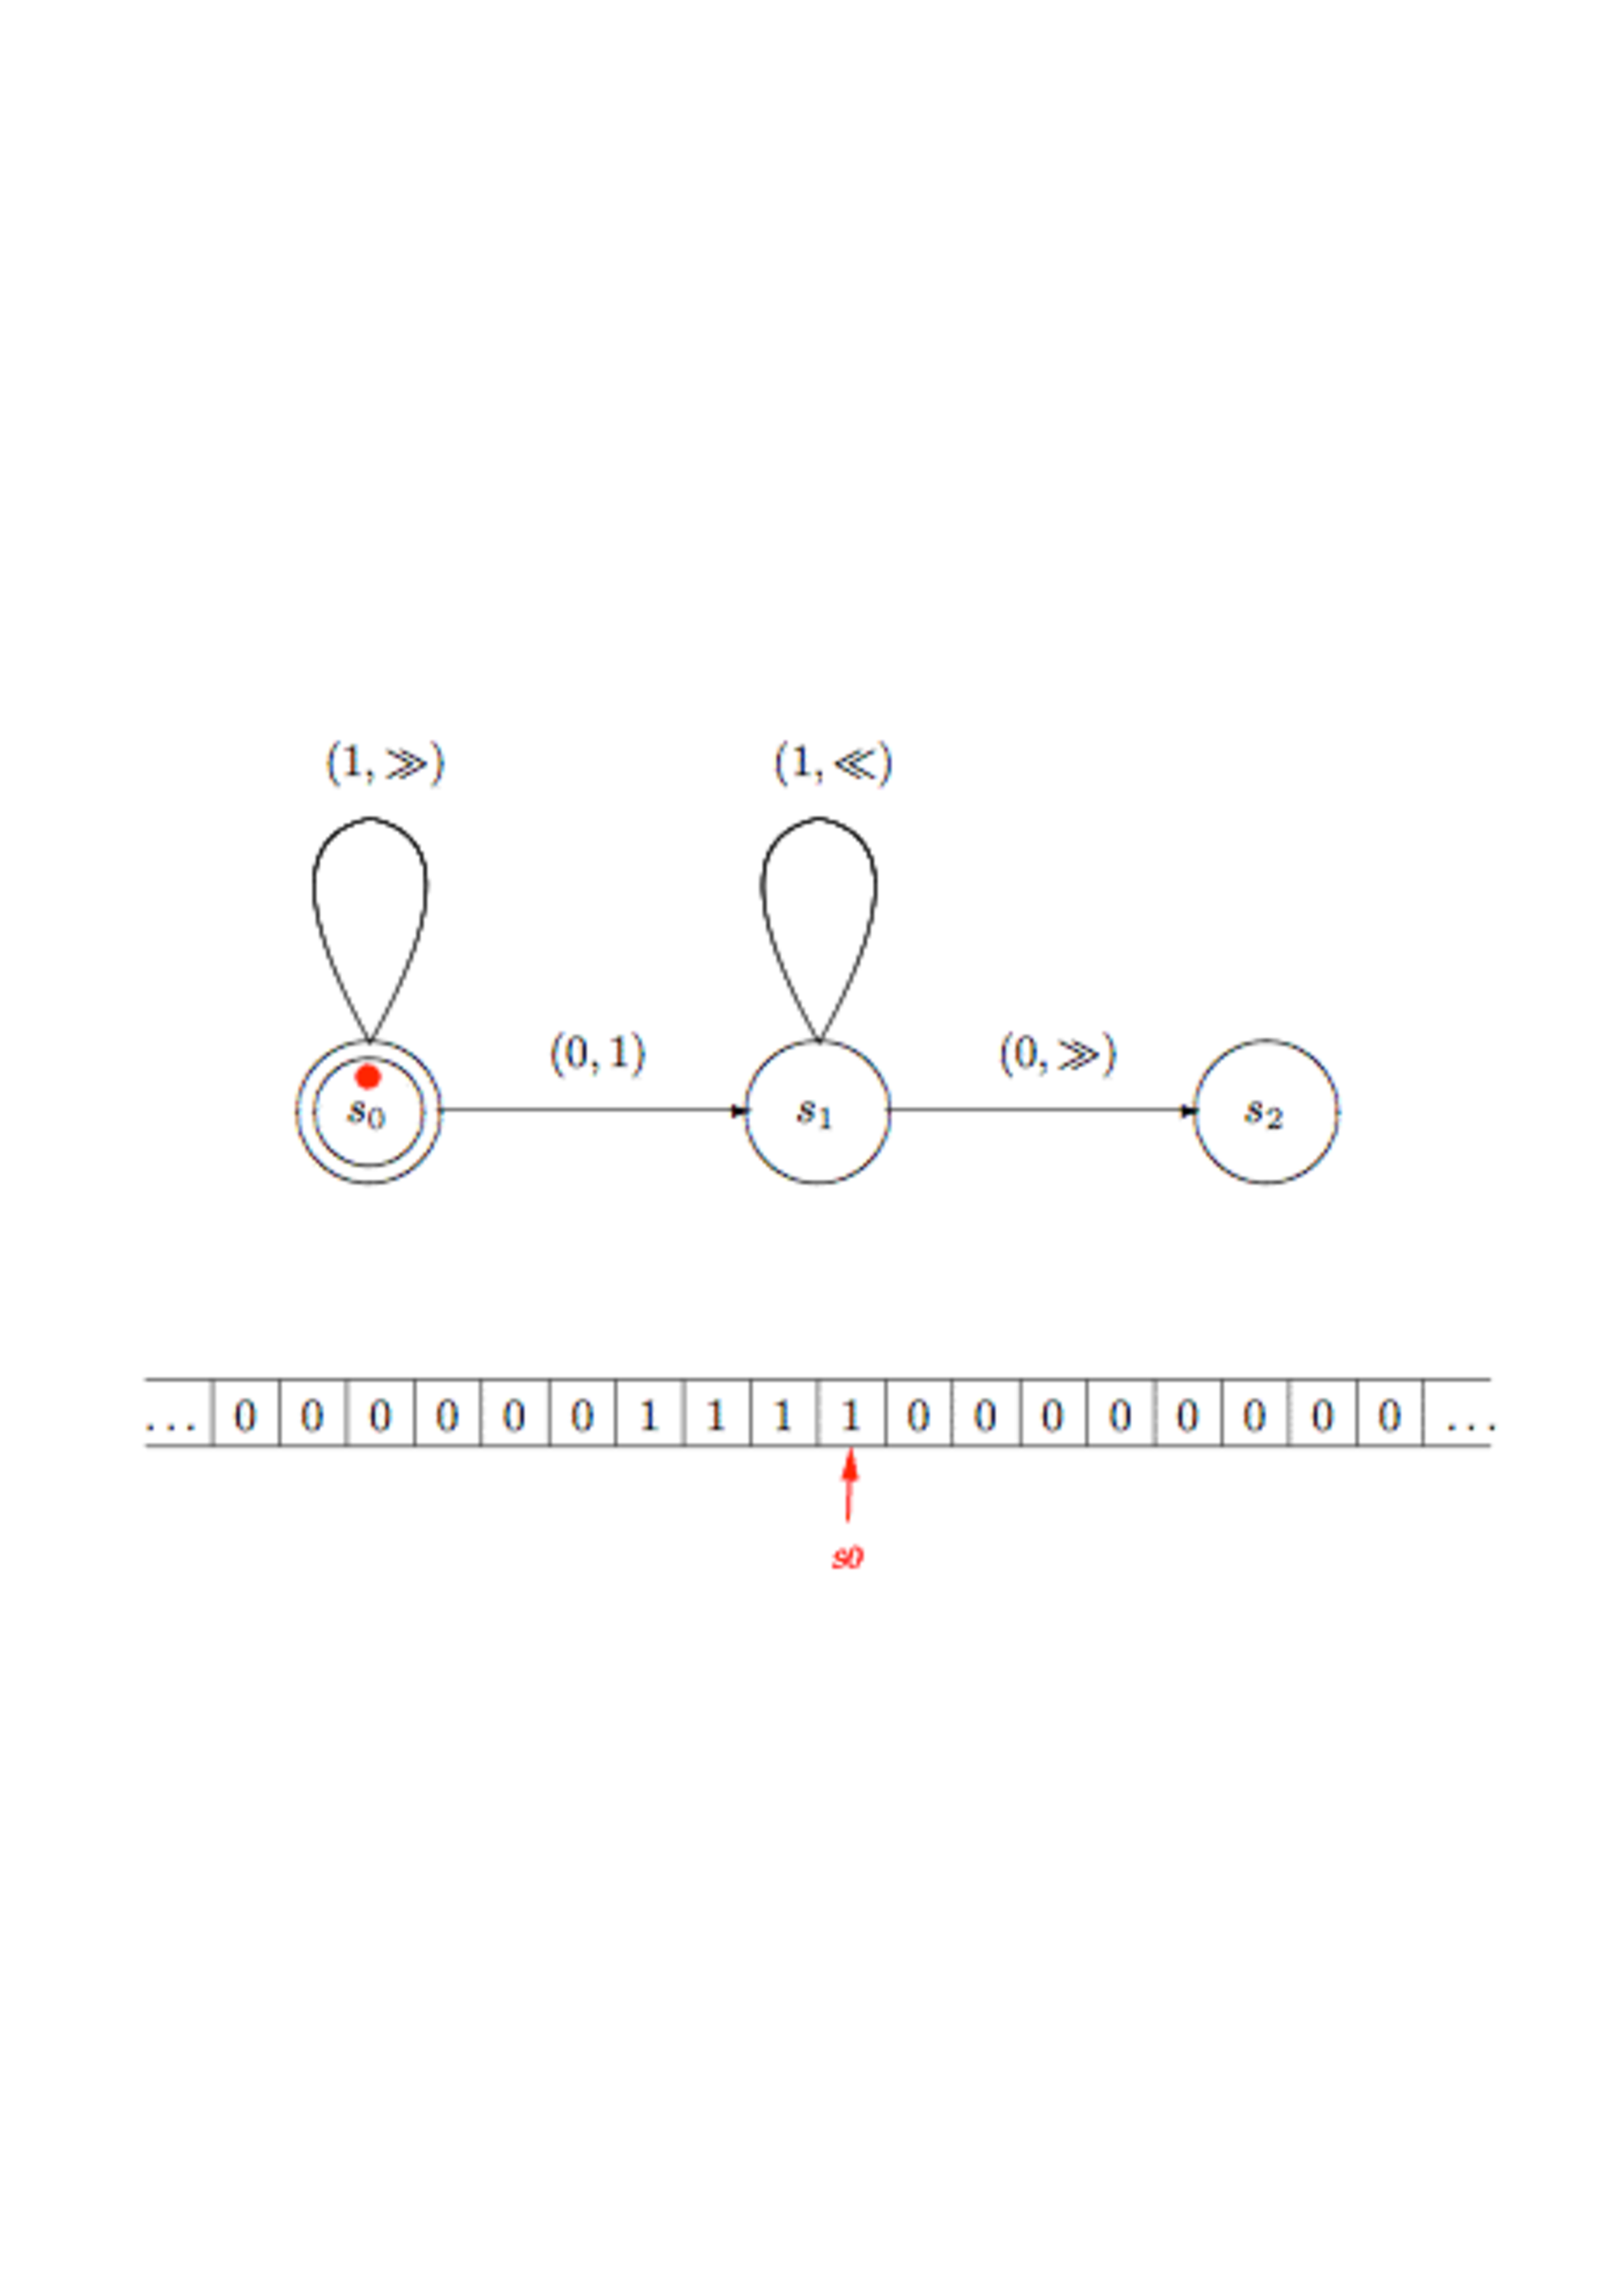 (1, ≫) (1, ≪)
(0, 1) (0, ≫)
s₀ s₁ s₂
... 0 0 0 0 0 0 1 1 1 1 0 0 0 0 0 0 0 0 ...
s0